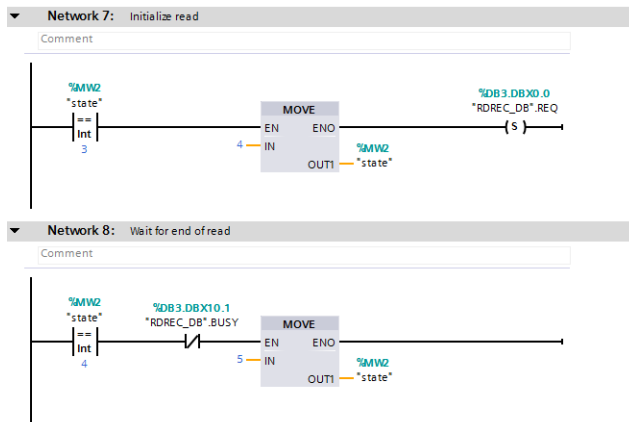 Network 7: Initialize read
Comment
%MW2
"state"
==
Int
3
MOVE
EN ENO
4 IN
OUT1
%MW2
"state"
%DB3.DBX0.0
"RDREC_DB".REQ
S
Network 8: Wait for end of read
Comment
%MW2
"state"
==
Int
4
%DB3.DBX10.1
"RDREC_DB".BUSY
MOVE
EN ENO
5 IN
OUT1
%MW2
"state"